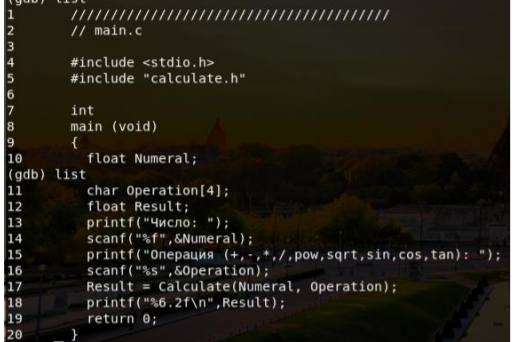 (gdb) list
1 ////////////////////////////////////////
2 // main.c
3
4 #include <stdio.h>
5 #include "calculate.h"
6
7 int
8 main (void)
9 {
10 float Numeral;
(gdb) list
11 char Operation[4];
12 float Result;
13 printf("Число: ");
14 scanf("%f",&Numeral);
15 printf("Операция (+,-,*,/,pow,sqrt,sin,cos,tan): ");
16 scanf("%s",&Operation);
17 Result = Calculate(Numeral, Operation);
18 printf("%6.2f\n",Result);
19 return 0;
20 }